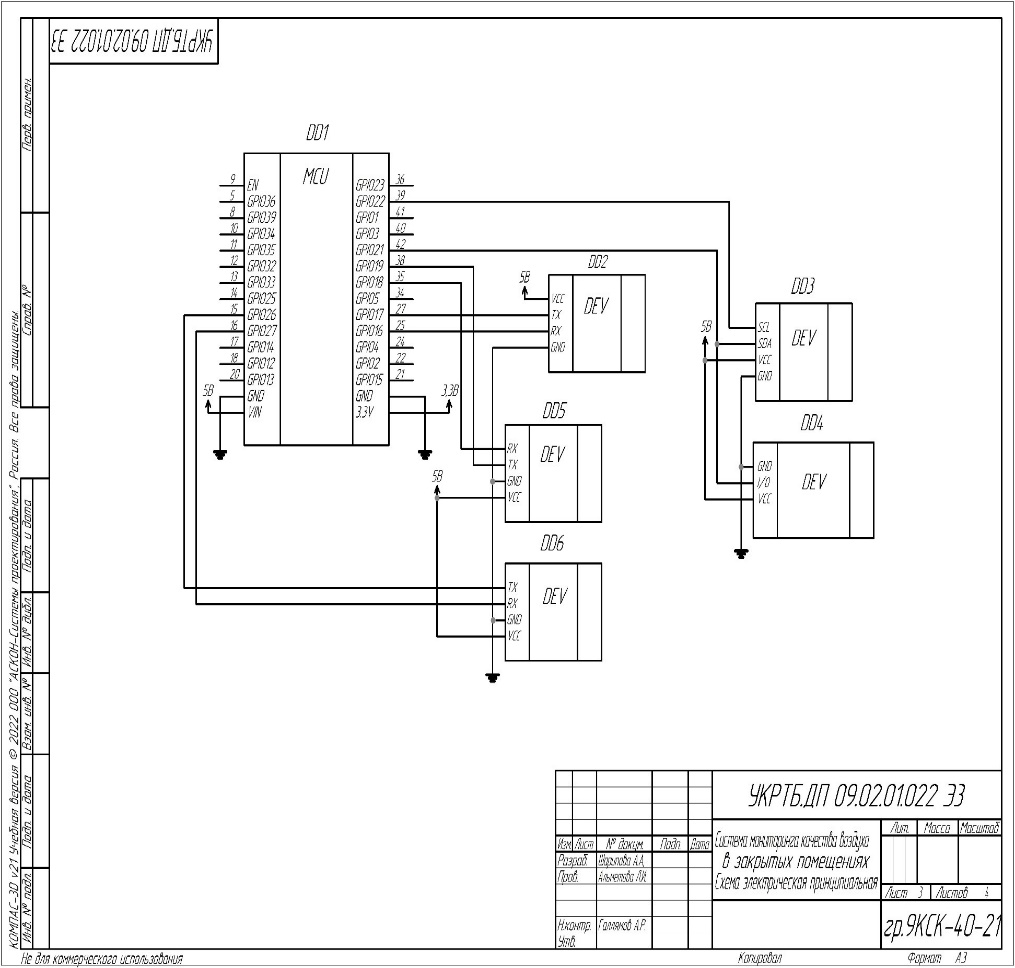 УКРТБ.ДП 09.02.01.022 ЭЗ
Перв. примен.
Справ. №
Подп. и дата
Инв. № дубл.
Взам. инв. №
Подп. и дата
Инв. № подл.
КОМПАС-3D v21 Учебная версия © 2022 ООО "АСКОН-Системы проектирования", Россия. Все права защищены.
DD1
MCU
9 EN
5 GPIO36
8 GPIO39
10 GPIO34
11 GPIO35
12 GPIO32
13 GPIO33
14 GPIO25
15 GPIO26
16 GPIO27
17 GPIO14
18 GPIO12
20 GPIO13
GND
5В VIN
GPIO23 36
GPIO22 39
GPIO1 41
GPIO3 40
GPIO21 42
GPIO19 38
GPIO18 35
GPIO5 34
GPIO17 27
GPIO16 25
GPIO4 24
GPIO2 22
GPIO15 21
GND
3.3V 3,3В
DD2
5В
DEV
VCC
TX
RX
GND
DD3
5В
DEV
SCL
SDA
VCC
GND
DD4
DEV
GND
I/O
VCC
DD5
5В
DEV
RX
TX
GND
VCC
DD6
DEV
TX
RX
GND
VCC
УКРТБ.ДП 09.02.01.022 ЭЗ
Изм. Лист № докум. Подп. Дата
Разраб. Шарипова А.А.
Пров.
Н.контр. Галлямов А.Р.
Утв.
Система мониторинга качества воздуха
в закрытых помещениях
Схема электрическая принципиальная
Лит. Масса Масштаб
Лист 3 Листов 4
гр.9КСК-40-21
Не для коммерческого использования
Копировал
Формат А3